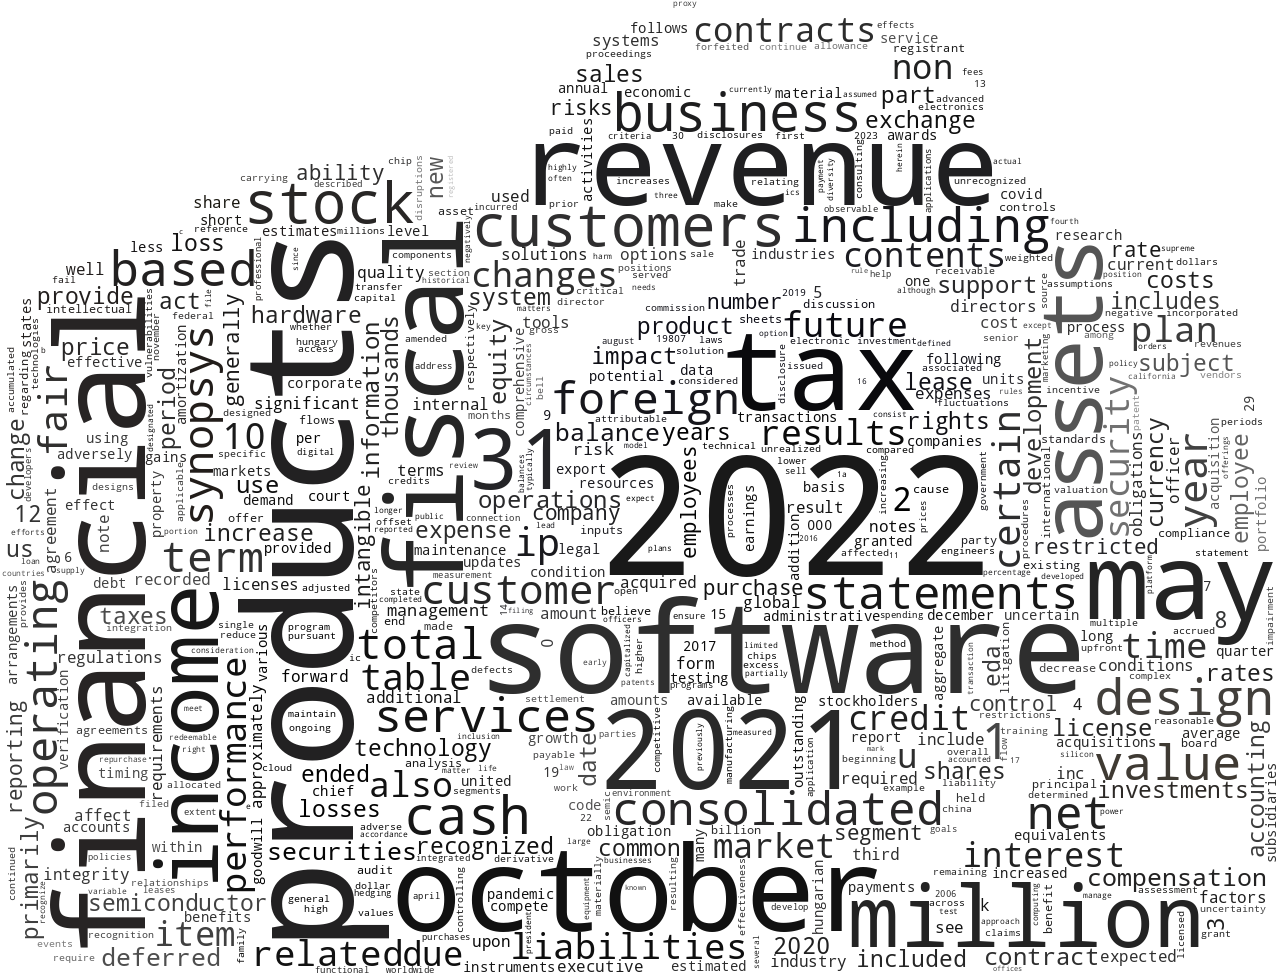 proxy
follows contracts effects
systems service
forfeited continue allowance
proceedings registrant
sales non fees
annual economic currently material assumed part advanced 13
risks business electronics
exchange
paid criteria 30 disclosures first 2023 awards
activities revenue
highly often increases three relating ics payment diversity consulting herein applications actual unrecognized
chip
carrying ability new disruptions registered
described
share stock used prior make observable covid controls
short reference asset incurred customers including fourth
estimates millions level
less loss negatively solutions harm options sale trade industries contents weighted research
well based professional since components
fail quality section historical changes positions rule help receivable rate supreme
transfer capital critical served needs one although support source current dollars
provide act file hardware system director commission number 2019 5 discussion directors assumptions position costs
intellectual federal generally matters sheets includes
price synopsys whether hungary access information thousands amended key tools gross product option future cost except process negative incorporated
effective vulnerabilities november respectively equity august 19807 laws electronic investment defined senior among plan orders revenues
fair period amortization corporate address comprehensive circumstances impact solution tax following associated marketing policy subject vendors
potential data considered disclosure issued 16 lease units california
designed significant internal bell foreign expenses rules fluctuations incentive
months 9 attributable transactions consist rights certain development security patent 29
change using designated 10 flows per 31 balance years results companies standards periods
adversely gains specific digital fiscal review risk model technical unrealized compared assets currency officer year acquisition employee portfolio
regarding states technologies accumulated developers markets terms balances typically export lower sell 1a increasing government international valuation obligations
designs property applicable use credits resources expect employees processes earnings basis 2
demand court operations 2022 cause prices procedures
12 effect offer longer offset reported connection company result notes
note portion increase intangible public expense lead inputs 000 granted party restricted compliance
us efforts agreement term provided maintenance ip legal plans 2016 affected 11 engineers statement
loan 6 supply recorded updates condition addition percentage existing developed platform
countries debt licenses adjusted competitors measurement customer acquired purchase statements may 7
taxes state completed open global
integration single reduce program pursuant management 14 filing amount believe officers ensure 15 administrative spending december uncertain multiple 8
arrangements consideration end made software long accrued impairment
financial income products various total 0 capitalized higher 2017 limited method aggregate eda litigation upfront time quarter
operating regulations ic form chips excess early decrease conditions rates
forward table defects testing partially transaction complex
verification performance approximately additional patents programs control 4 design
meet maintain ongoing services settlement amounts available stockholders restrictions
agreements redeemable right technology inclusion growth parties competitive previously measured manufacturing outstanding credit 1 training license reasonable
repurchase analysis payable date 2021 application report include overall flow acquisitions average
reporting timing requirements cloud ended matter life 19 law mark beginning u accounted silicon board
allocated chief also united work required shares 17 inc value
filed extent losses segments environment example liability principal investments
affect goodwill cash code 22 semi consolidated held china determined subsidiaries
accounts adverse accordance obligation billion goals net power accounting
primarily within securities recognized large common many market segment equivalents
policies integrated derivative businesses third interest
continued integrity relationships audit materially resulting effectiveness remaining increased compensation
recognize variable leases dollar hedging april pandemic known payments 2006 manage assessment factors
semiconductor general high values controlling compete equipment october develop hungarian million across test k computing benefit uncertainty
recognition benefits approach 3
events item purchases president see claims licensed grant
require deferred family related due upon liabilities several 2020 included contract expected
functional worldwide instruments executive estimated industry offices